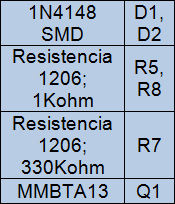 1N4148 SMD
D1, D2
Resistencia 1206; 1Kohm
R5, R8
Resistencia 1206; 330Kohm
R7
MMBTA13
Q1